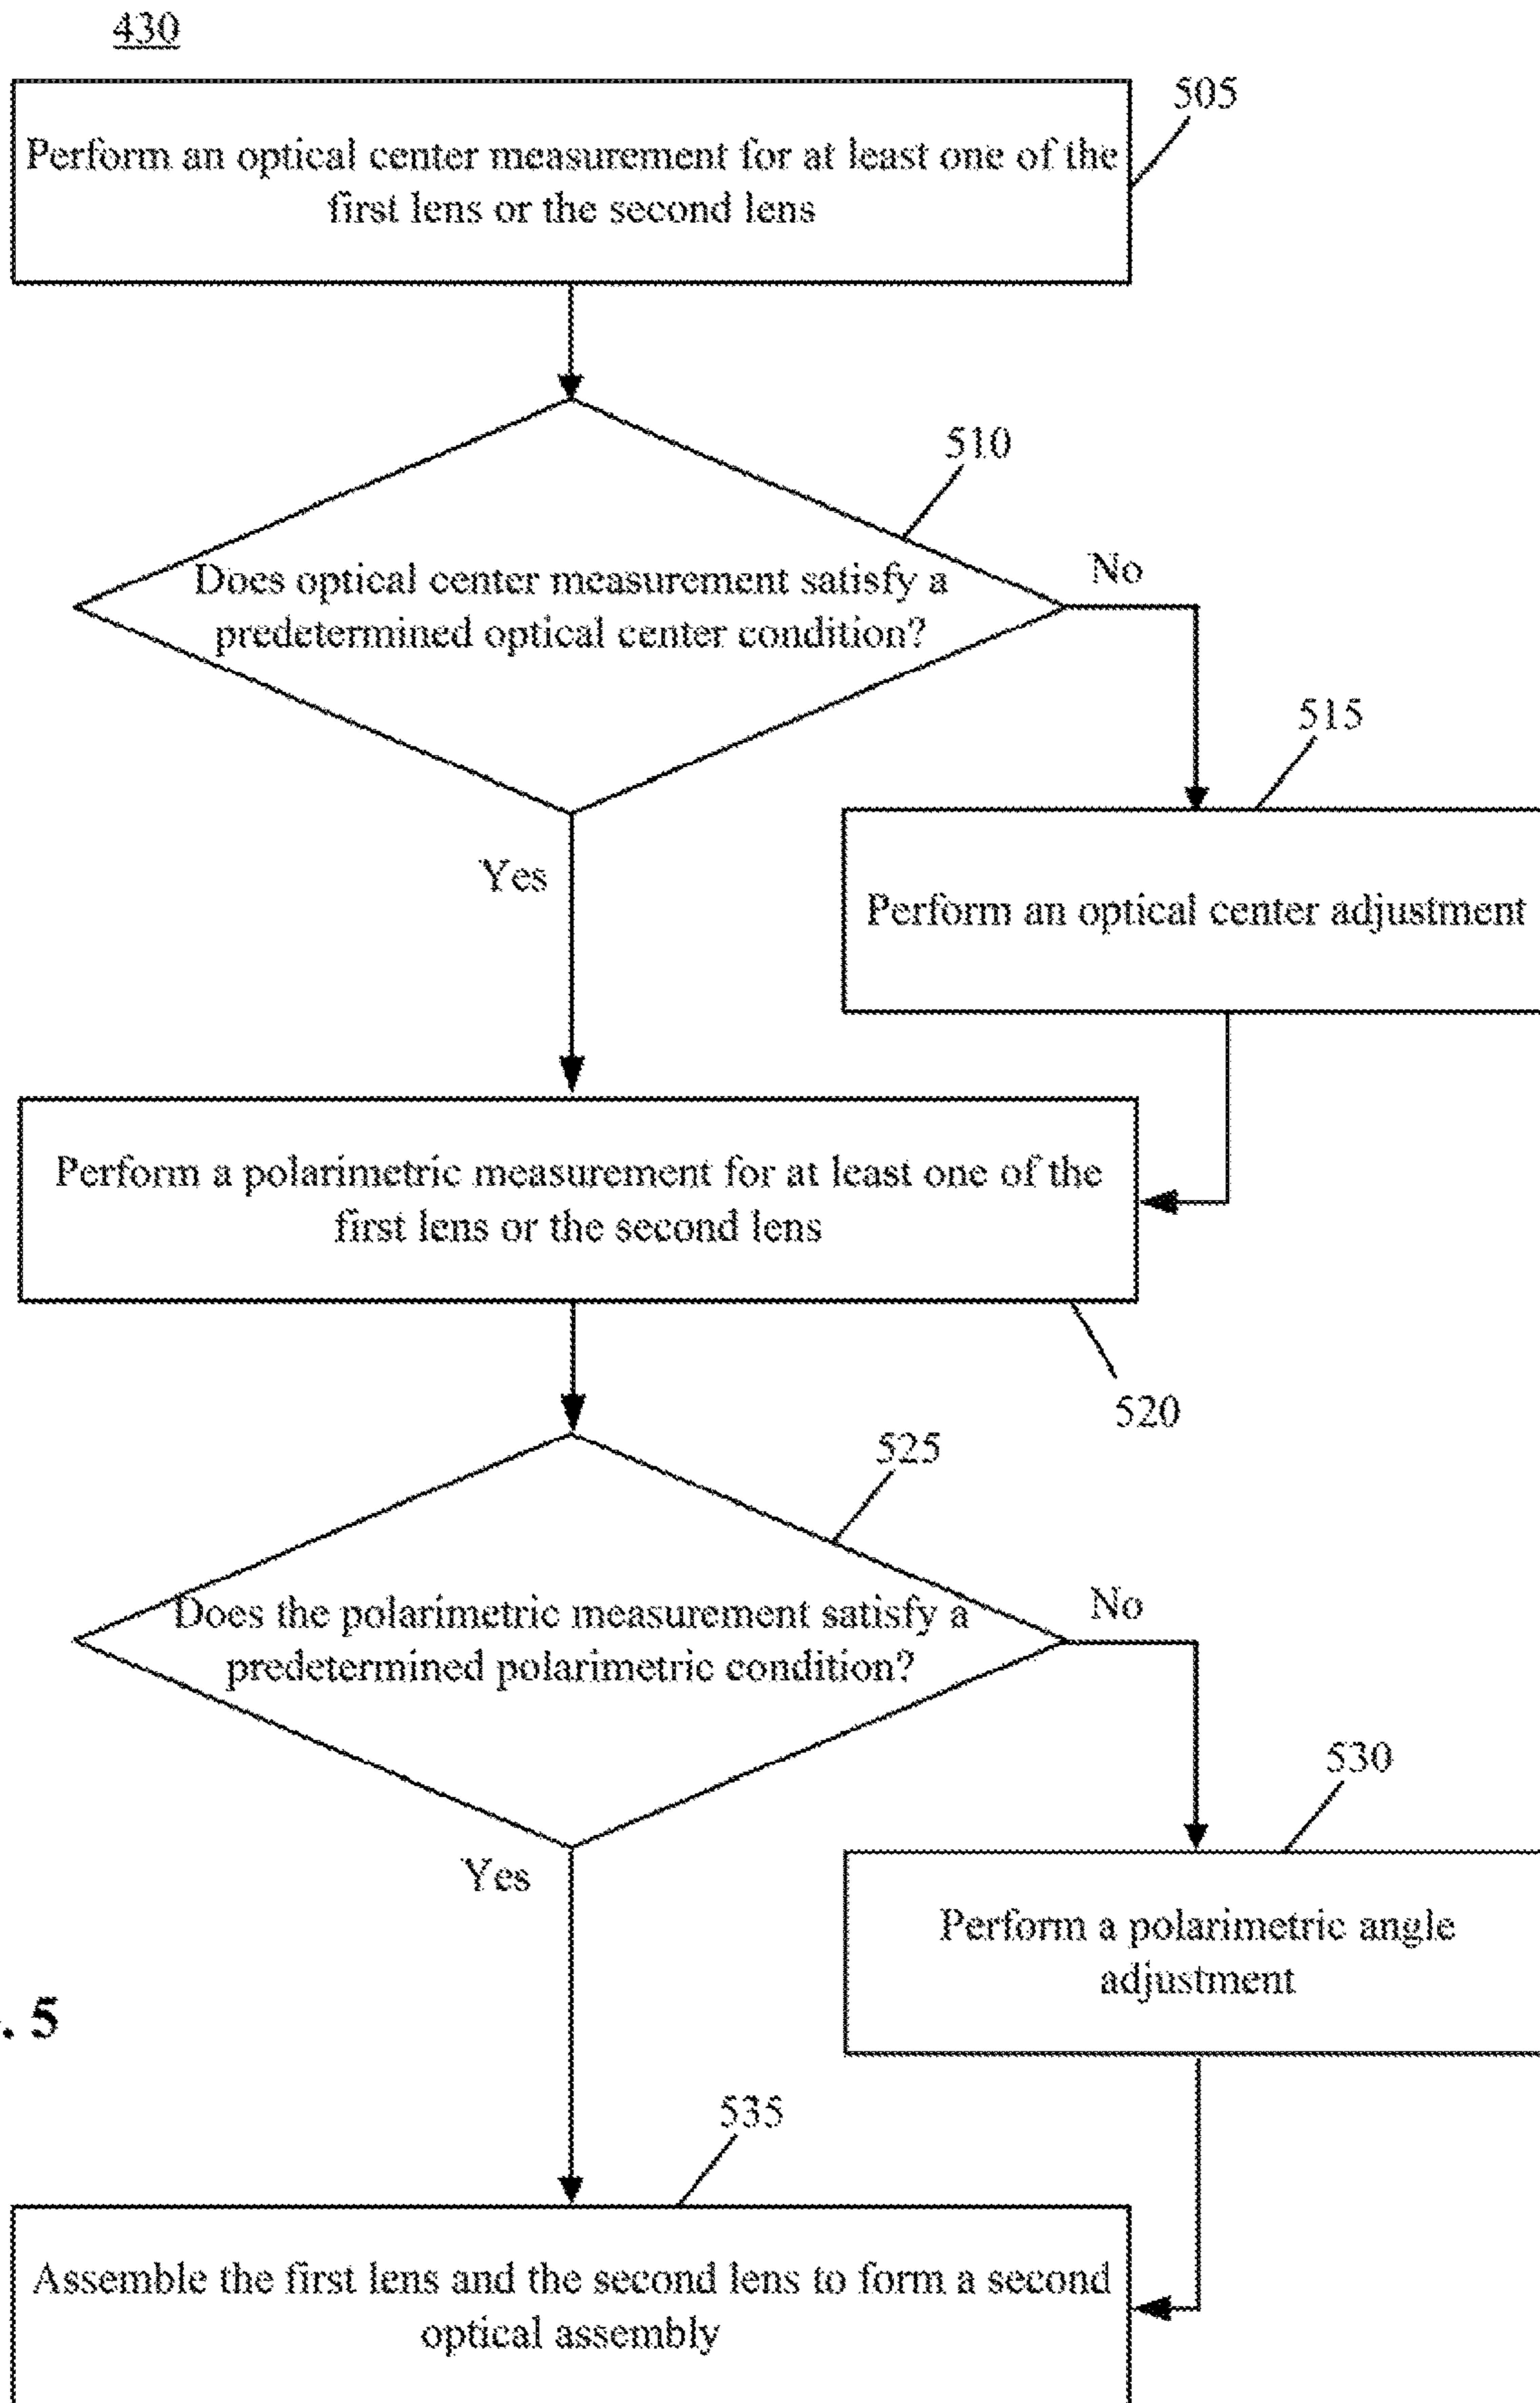 430
505
Perform an optical center measurement for at least one of the
first lens or the second lens
510
Does optical center measurement satisfy a
predetermined optical center condition?
No
515
Yes
Perform an optical center adjustment
Perform a polarimetric measurement for at least one of the
first lens or the second lens
520
525
Does the polarimetric measurement satisfy a
predetermined polarimetric condition?
No
530
Yes
Perform a polarimetric angle
adjustment
. 5
535
Assemble the first lens and the second lens to form a second
optical assembly